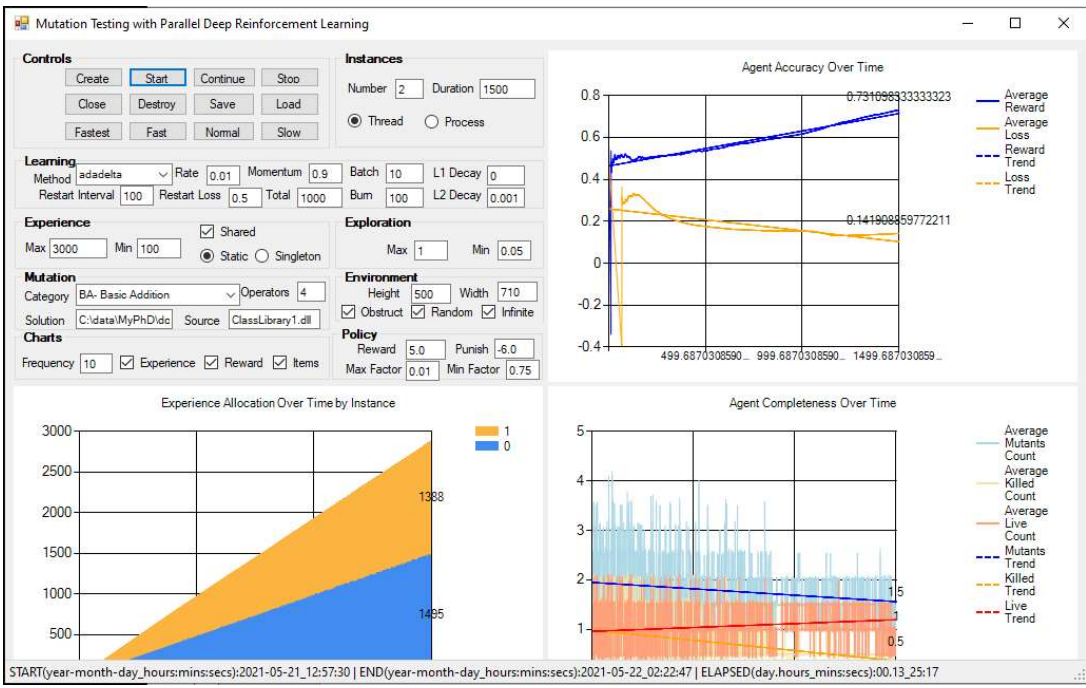 Mutation Testing with Parallel Deep Reinforcement Learning
Controls
Create Start Continue Stop
Close Destroy Save Load
Fastest Fast Normal Slow
Instances
Number 2 Duration 1500
Thread Process
Learning
Method adadelta Rate 0.01 Momentum 0.9 Batch 10 L1 Decay 0
Restart Interval 100 Restart Loss 0.5 Total 1000 Burn 100 L2 Decay 0.001
Experience
Shared
Max 3000 Min 100 Static Singleton
Exploration
Max 1 Min 0.05
Mutation
Category BA- Basic Addition Operators 4
Solution C:\data\MyPhD\dc Source ClassLibrary1.dll
Environment
Height 500 Width 710
Obstruct Random Infinite
Charts
Frequency 10 Experience Reward Items
Policy
Reward 5.0 Punish -6.0
Max Factor 0.01 Min Factor 0.75
Agent Accuracy Over Time
0.8
0.6
0.4
0.2
0
-0.2
-0.4
0.731098333333323
0.141908859772211
499.6870308590... 999.6870308590... 1499.687030859...
Average
Reward
Average
Loss
Reward
Trend
Loss
Trend
Experience Allocation Over Time by Instance
3000
2500
2000
1500
1000
500
1388
1495
1
0
Agent Completeness Over Time
5
4
3
2
1
1.5
1
0.5
Average
Mutants
Count
Average
Killed
Count
Average
Live
Count
Mutants
Trend
Killed
Trend
Live
Trend
START(year-month-day_hours:mins:secs):2021-05-21_12:57:30 | END(year-month-day_hours:mins:secs):2021-05-22_02:22:47 | ELAPSED(day.hours_mins:secs):00.13_25:17